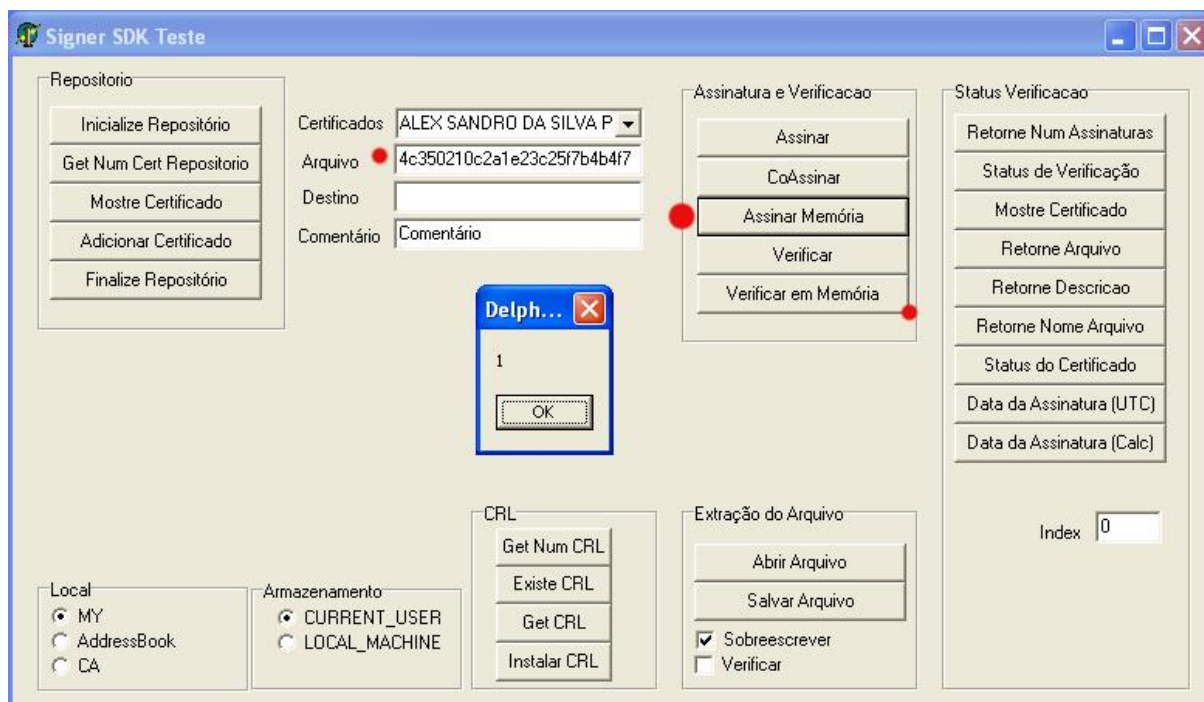 Signer SDK Teste
Repositorio
Inicialize Repositório
Get Num Cert Repositorio
Mostre Certificado
Adicionar Certificado
Finalize Repositório
Certificados ALEX SANDRO DA SILVA P
Arquivo 4c350210c2a1e23c25f7b4b4f7
Destino
Comentário Comentário
Assinatura e Verificacao
Assinar
CoAssinar
Assinar Memória
Verificar
Verificar em Memória
Status Verificacao
Retorne Num Assinaturas
Status de Verificação
Mostre Certificado
Retorne Arquivo
Retorne Descricao
Retorne Nome Arquivo
Status do Certificado
Data da Assinatura (UTC)
Data da Assinatura (Calc)
Index 0
Delph...
1
OK
Local
MY
AddressBook
CA
Armazenamento
CURRENT_USER
LOCAL_MACHINE
CRL
Get Num CRL
Existe CRL
Get CRL
Instalar CRL
Extração do Arquivo
Abrir Arquivo
Salvar Arquivo
Sobreescrever
Verificar